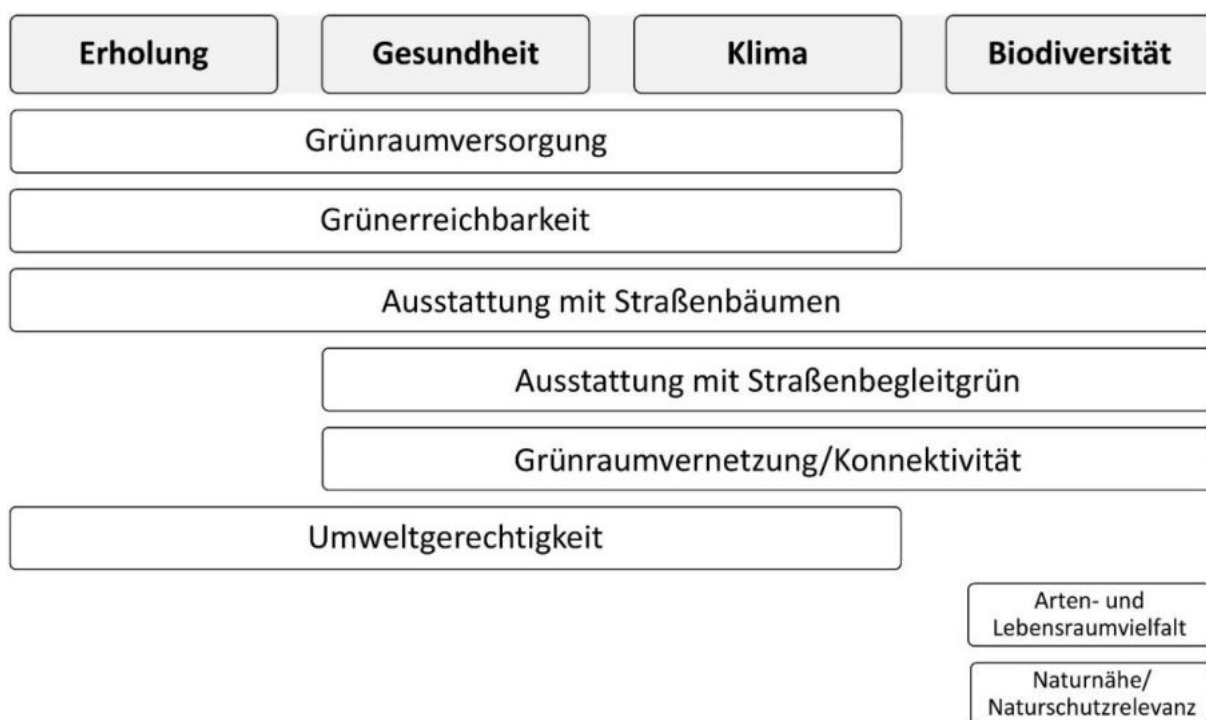 Erholung
Gesundheit
Klima
Biodiversität
Grünraumversorgung
Grünerreichbarkeit
Ausstattung mit Straßenbäumen
Ausstattung mit Straßenbegleitgrün
Grünraumvernetzung/Konnektivität
Umweltgerechtigkeit
Arten- und
Lebensraumvielfalt
Naturnähe/
Naturschutzrelevanz